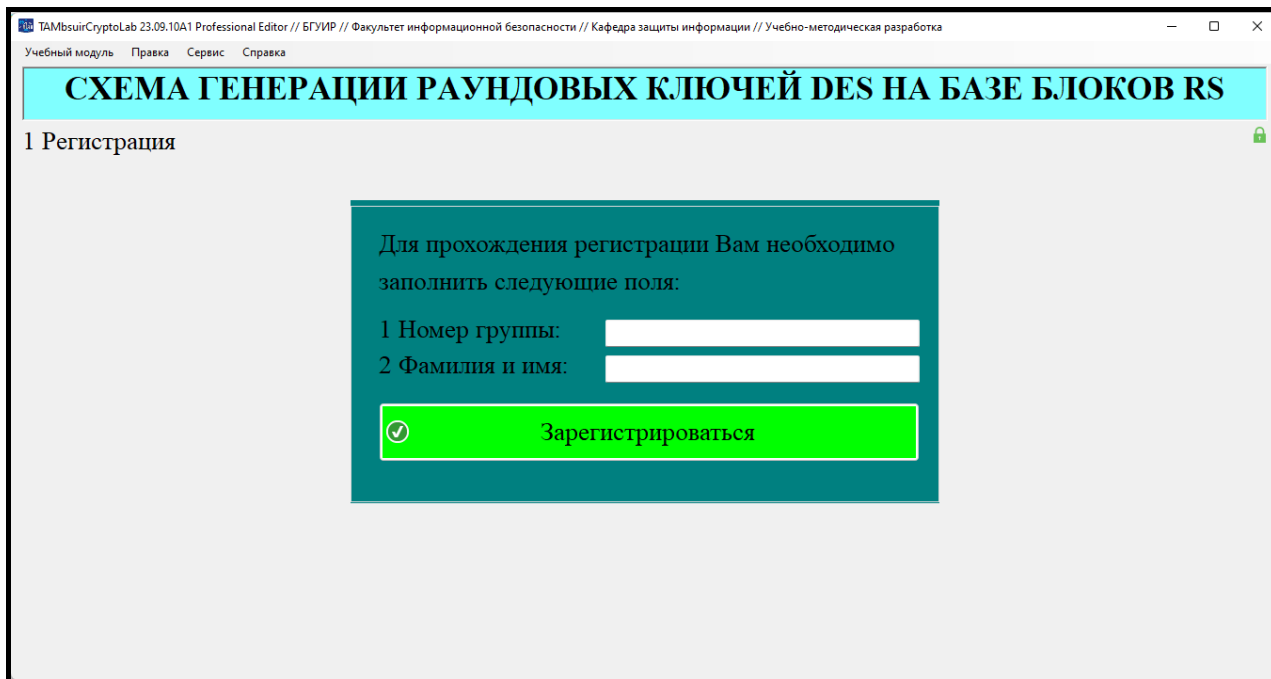 TAMbsuirCryptoLab 23.09.10A1 Professional Editor // БГУИР // Факультет информационной безопасности // Кафедра защиты информации // Учебно-методическая разработка
Учебный модуль Правка Сервис Справка
СХЕМА ГЕНЕРАЦИИ РАУНДОВЫХ КЛЮЧЕЙ DES НА БАЗЕ БЛОКОВ RS
1 Регистрация
Для прохождения регистрации Вам необходимо
заполнить следующие поля:
1 Номер группы:
2 Фамилия и имя:
Зарегистрироваться